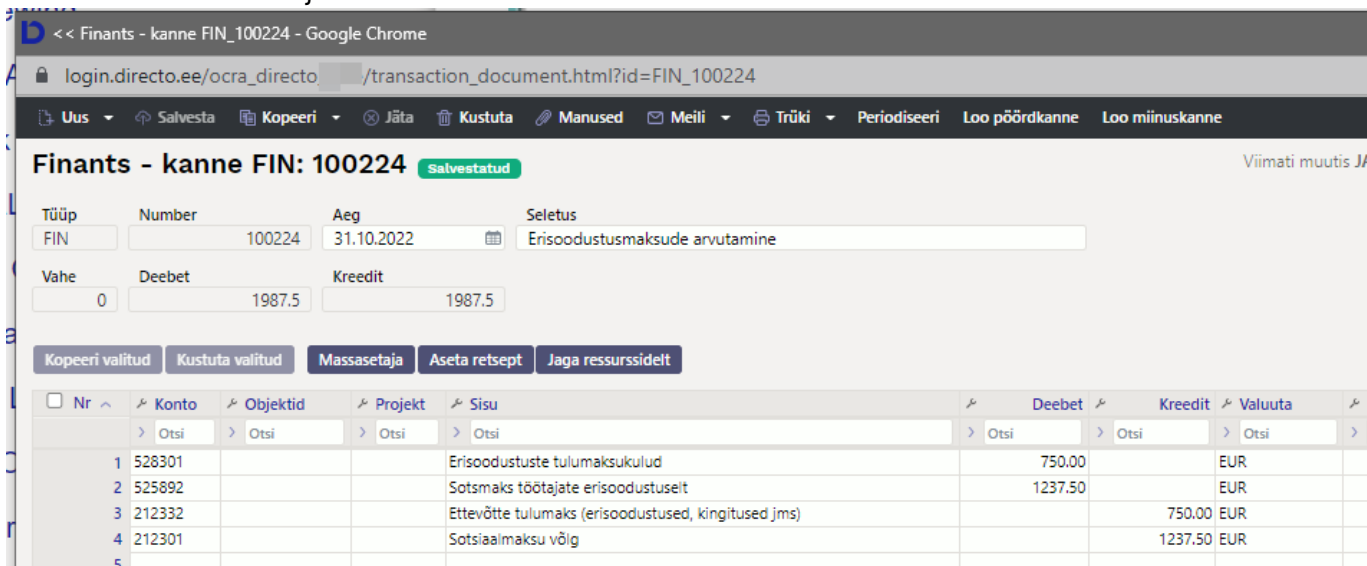 << Finants - kanne FIN_100224 - Google Chrome
login.directo.ee/ocra_directo /transaction_document.html?id=FIN_100224
Uus Salvesta Kopeeri Jäta Kustuta Manused Meili Trüki Periodiseeri Loo pöördkanne Loo miinuskanne
Finants - kanne FIN: 100224 Salvestatud Viimati muutis JA
Tüüp Number Aeg Seletus
FIN 100224 31.10.2022 Erisoodustusmaksude arvutamine
Vahe Deebet Kreedit
0 1987.5 1987.5
Kopeeri valitud Kustuta valitud Massasetaja Aseta retsept Jaga ressurssidelt
Nr Konto Objektid Projekt Sisu Deebet Kreedit Valuuta
> Otsi > Otsi > Otsi > Otsi > Otsi > Otsi > Otsi >
1 528301 Erisoodustuste tulumaksukulud 750.00 EUR
2 525892 Sotsmaks töötajate erisoodustuselt 1237.50 EUR
3 212332 Ettevõtte tulumaks (erisoodustused, kingitused jms) 750.00 EUR
4 212301 Sotsiaalmaksu võlg 1237.50 EUR
5